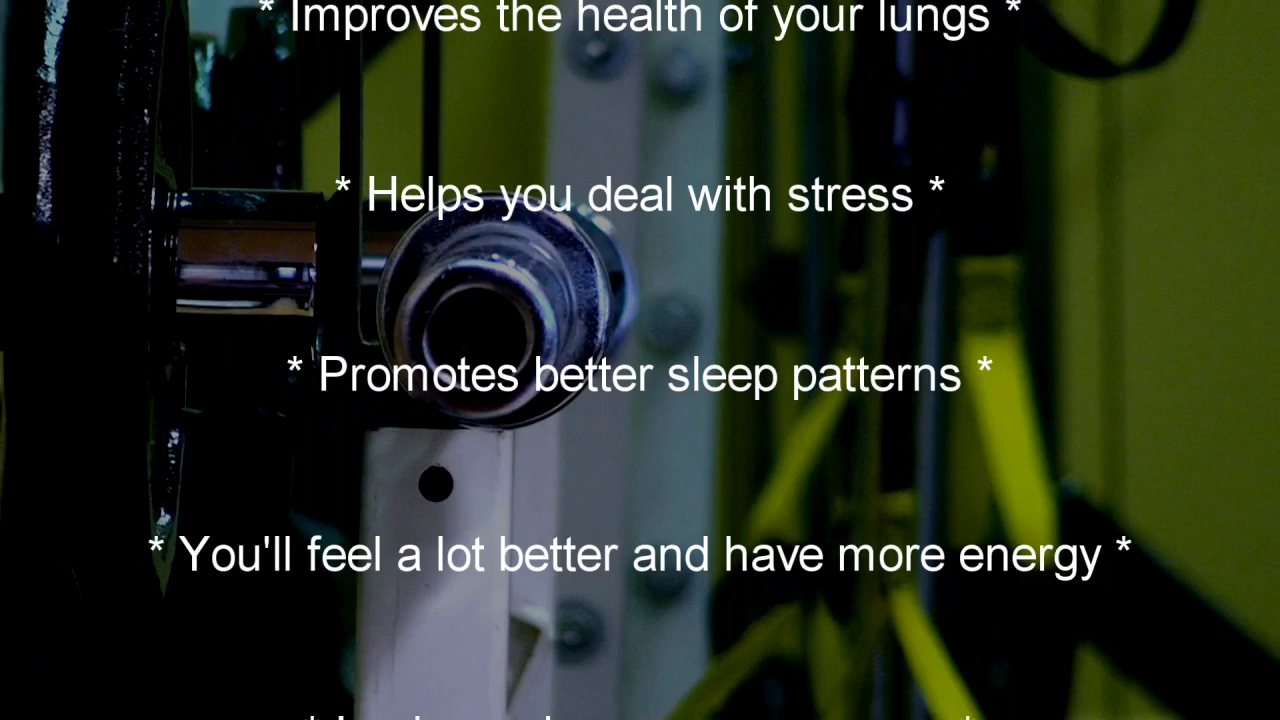 * Improves the health of your lungs *
* Helps you deal with stress *
* Promotes better sleep patterns *
* You'll feel a lot better and have more energy *